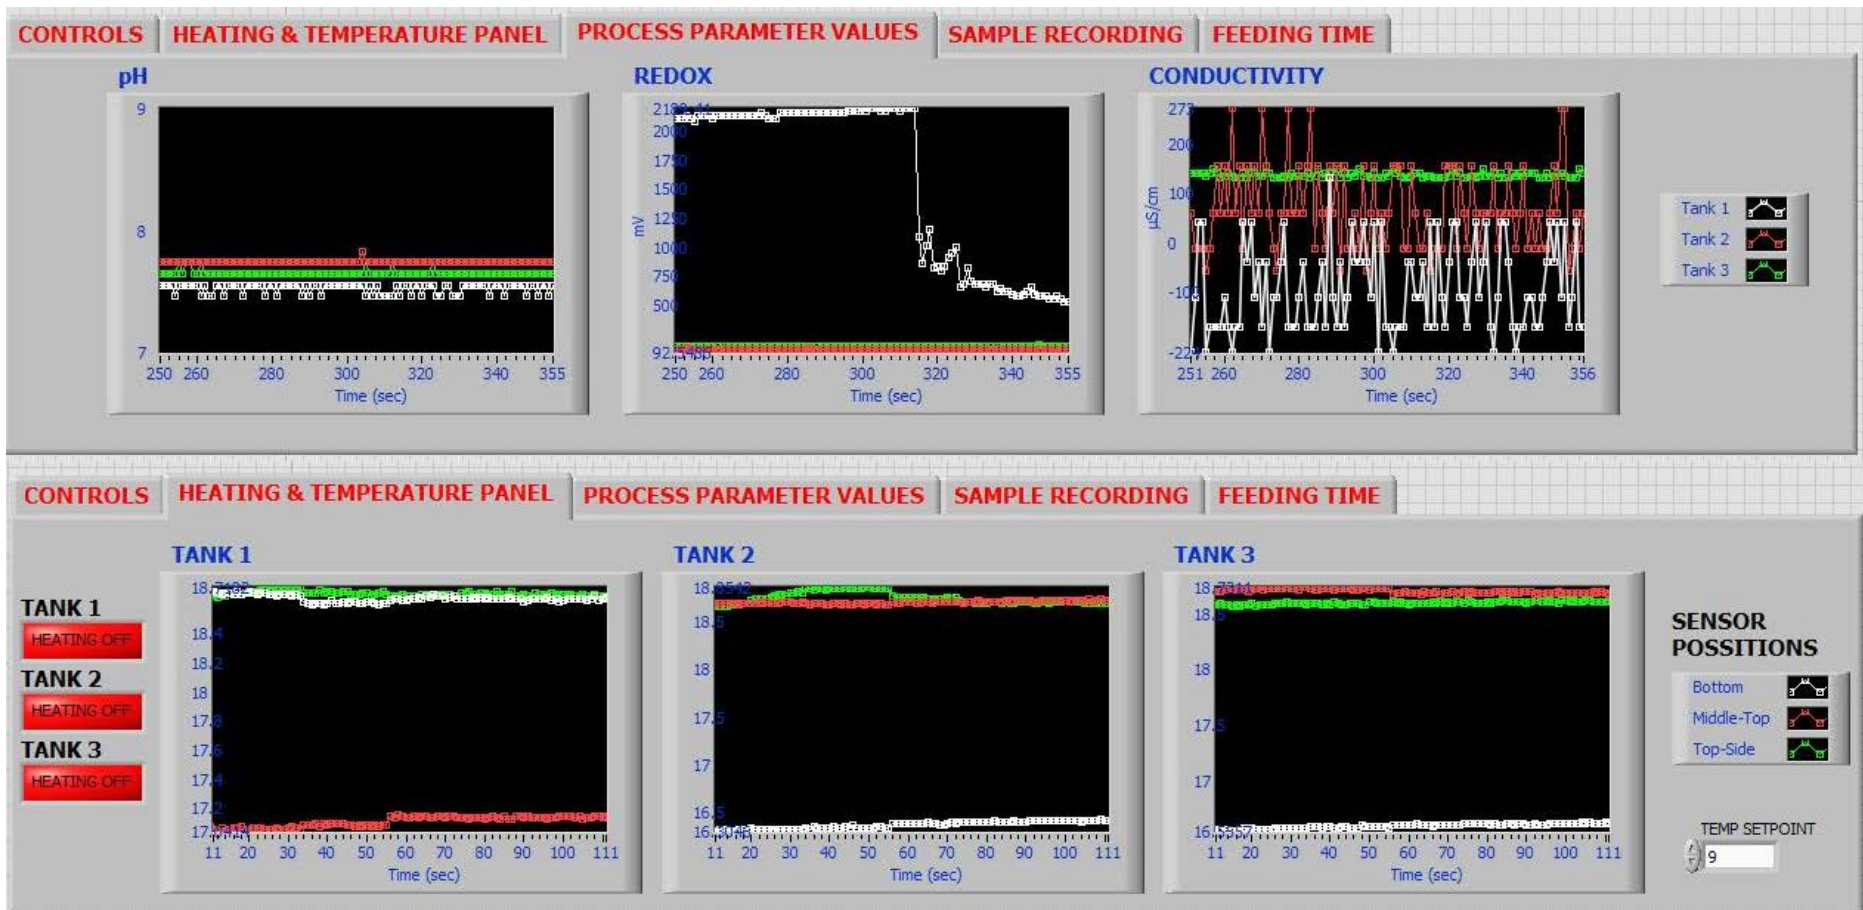 CONTROLS HEATING & TEMPERATURE PANEL PROCESS PARAMETER VALUES SAMPLE RECORDING FEEDING TIME
pH
9
8
7
250 260 280 300 320 340 355
Time (sec)
REDOX
mV
2000
1750
1500
1250
1000
750
500
250 260 280 300 320 340 355
Time (sec)
CONDUCTIVITY
µS/cm
273
200
100
0
251 260 280 300 320 340 356
Time (sec)
Tank 1
Tank 2
Tank 3
CONTROLS HEATING & TEMPERATURE PANEL PROCESS PARAMETER VALUES SAMPLE RECORDING FEEDING TIME
TANK 1
HEATING OFF
TANK 2
HEATING OFF
TANK 3
HEATING OFF
TANK 1
18.4
18.2
18
17.8
17.6
17.4
17.2
11 20 30 40 50 60 70 80 90 100 111
Time (sec)
TANK 2
18.5
18
17.5
17
16.5
11 20 30 40 50 60 70 80 90 100 111
Time (sec)
TANK 3
18.5
18
17.5
17
11 20 30 40 50 60 70 80 90 100 111
Time (sec)
SENSOR
POSSITIONS
Bottom
Middle-Top
Top-Side
TEMP SETPOINT
9